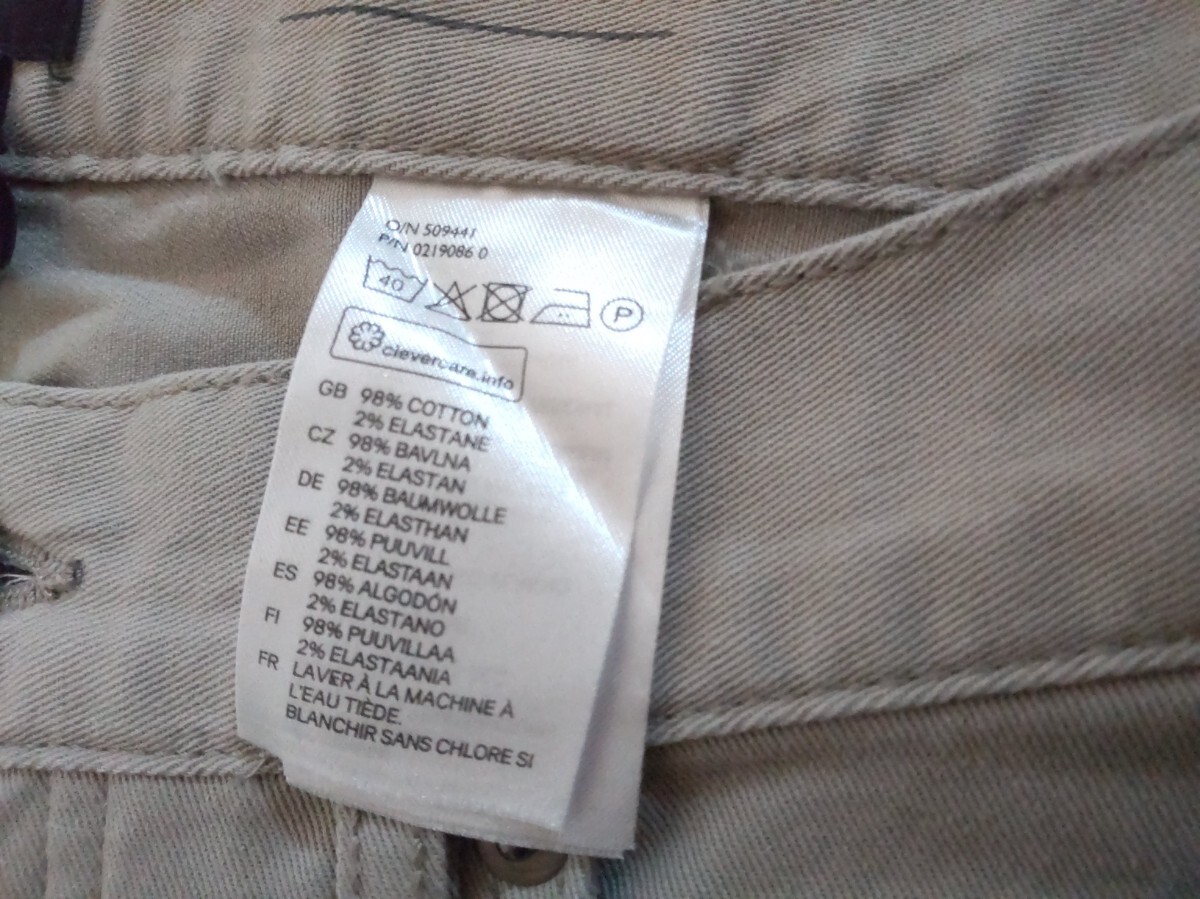 O/N 509441
P/N 0219086 0
40
P
clevercare.info
GB 98% COTTON
2% ELASTANE
CZ 98% BAVLNA
2% ELASTAN
DE 98% BAUMWOLLE
2% ELASTHAN
EE 98% PUUVILL
2% ELASTAAN
ES 98% ALGODÓN
2% ELASTANO
FI 98% PUUVILLAA
2% ELASTAANIA
FR LAVER À LA MACHINE À
L'EAU TIÈDE.
BLANCHIR SANS CHLORE SI